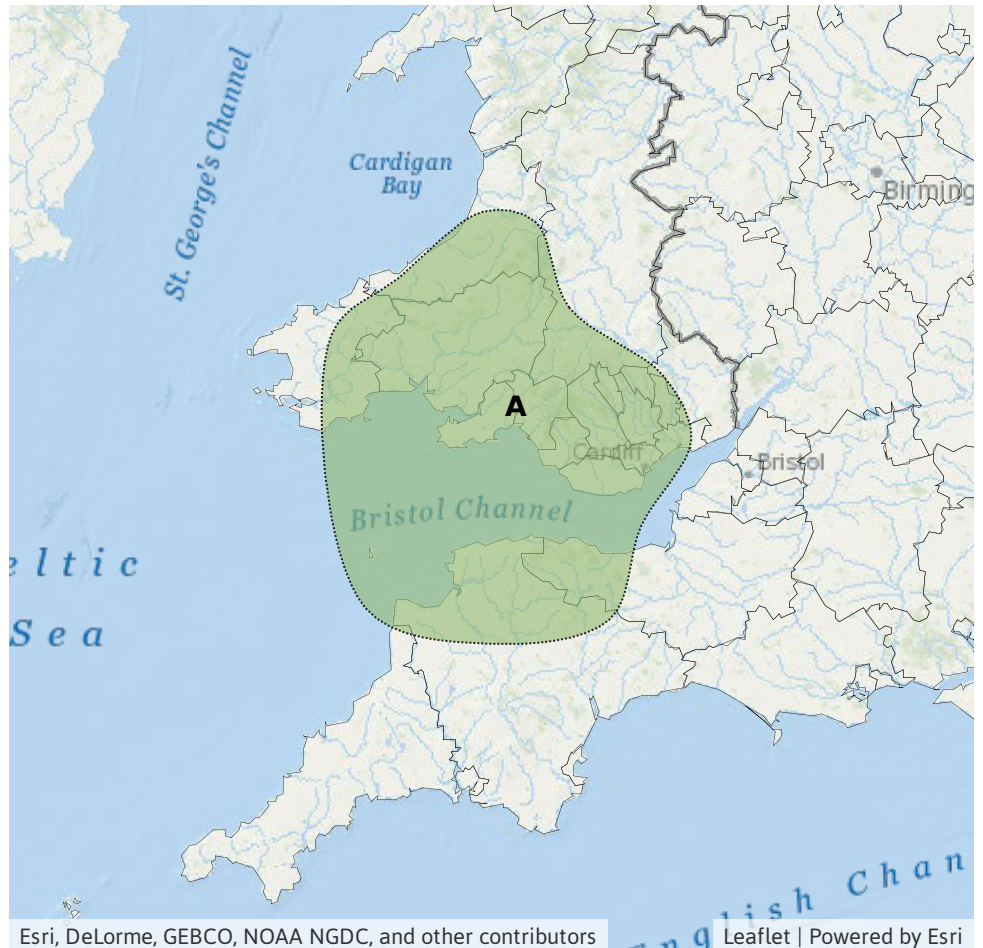 St. George's Channel
Cardigan
Bay
Birming
A
Cardiff
Bristol
Bristol Channel
eltic
Sea
English Chan
Esri, DeLorme, GEBCO, NOAA NGDC, and other contributors
Leaflet | Powered by Esri